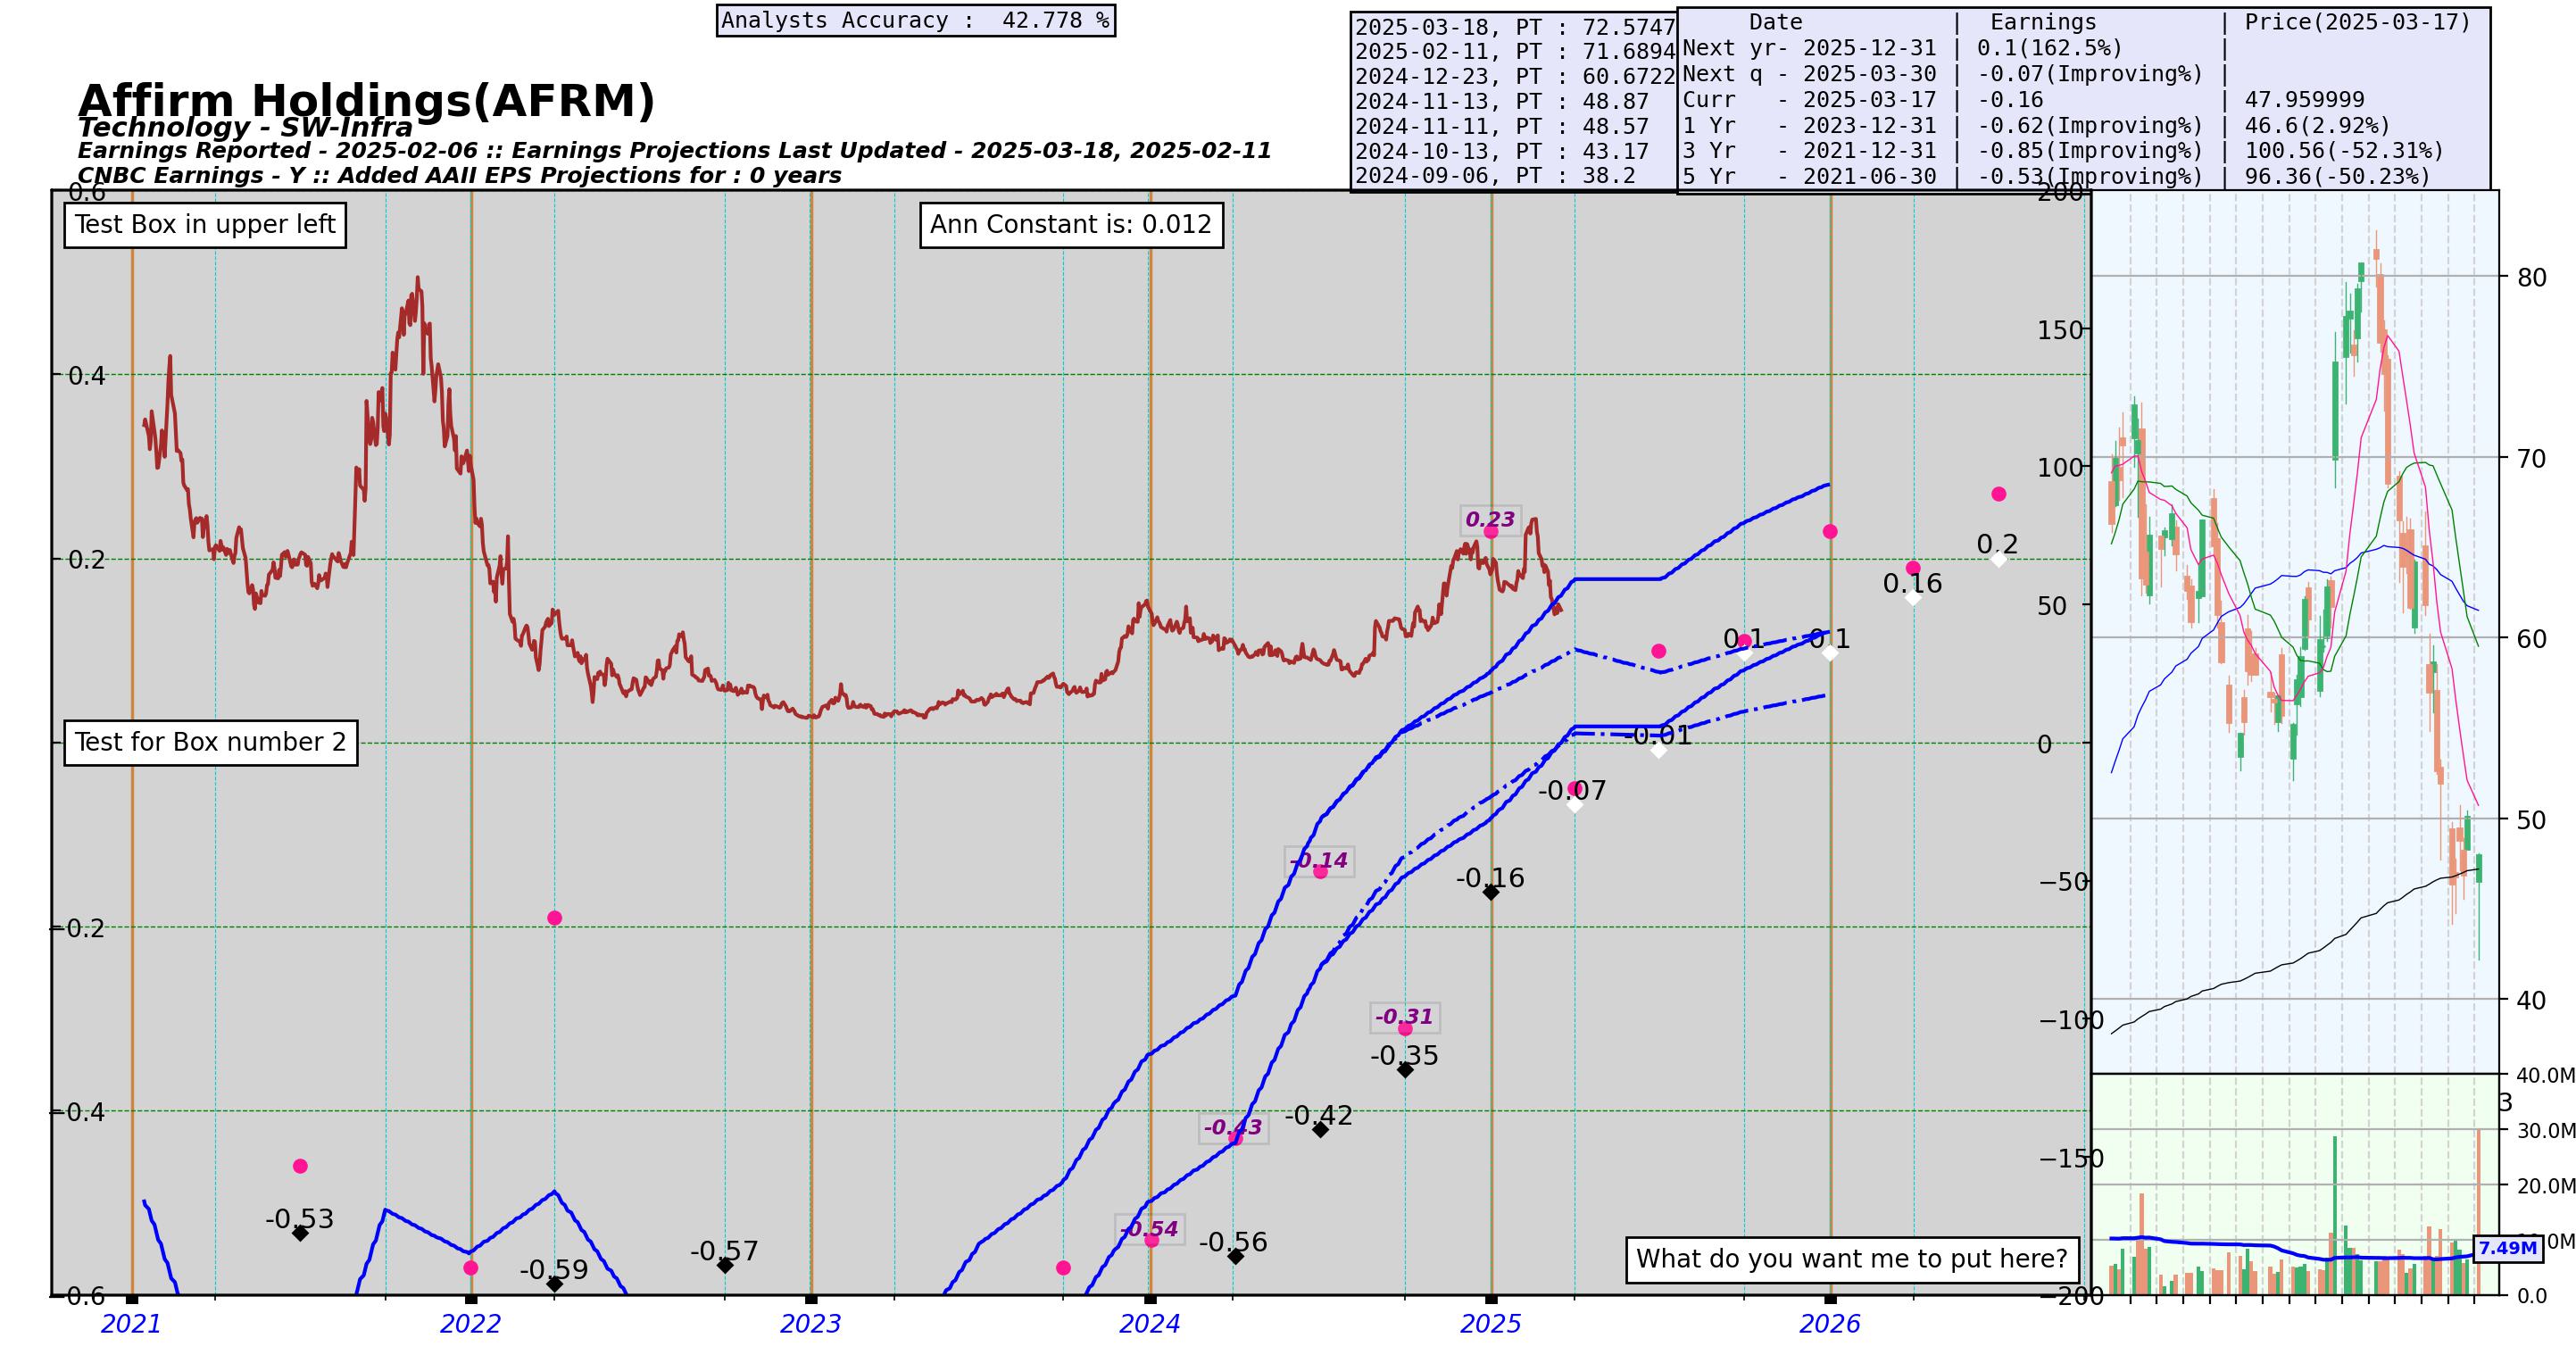 Analysts Accuracy :  42.778 %
2025-03-18, PT : 72.5747
2025-02-11, PT : 71.6894
2024-12-23, PT : 60.6722
2024-11-13, PT : 48.87
2024-11-11, PT : 48.57
2024-10-13, PT : 43.17
2024-09-06, PT : 38.2
Date | Earnings | Price(2025-03-17)
Next yr- 2025-12-31 | 0.1(162.5%) |
Next q - 2025-03-30 | -0.07(Improving%) |
Curr - 2025-03-17 | -0.16 | 47.959999
1 Yr - 2023-12-31 | -0.62(Improving%) | 46.6(2.92%)
3 Yr - 2021-12-31 | -0.85(Improving%) | 100.56(-52.31%)
5 Yr - 2021-06-30 | -0.53(Improving%) | 96.36(-50.23%)
Affirm Holdings(AFRM)
Technology - SW-Infra
Earnings Reported - 2025-02-06 :: Earnings Projections Last Updated - 2025-03-18, 2025-02-11
CNBC Earnings - Y :: Added AAII EPS Projections for : 0 years
Test Box in upper left
Ann Constant is: 0.012
Test for Box number 2
What do you want me to put here?
0.6
0.4
0.2
−0.2
−0.4
−0.6
-0.53
-0.59
-0.57
-0.54
-0.56
-0.43
-0.42
-0.14
-0.31
-0.35
0.23
-0.16
-0.07
-0.01
0.1
0.1
0.16
0.2
200
150
100
50
0
−50
−100
−150
−200
80
70
60
50
40
40.0M
3
30.0M
20.0M
0M
7.49M
0.0
2021
2022
2023
2024
2025
2026